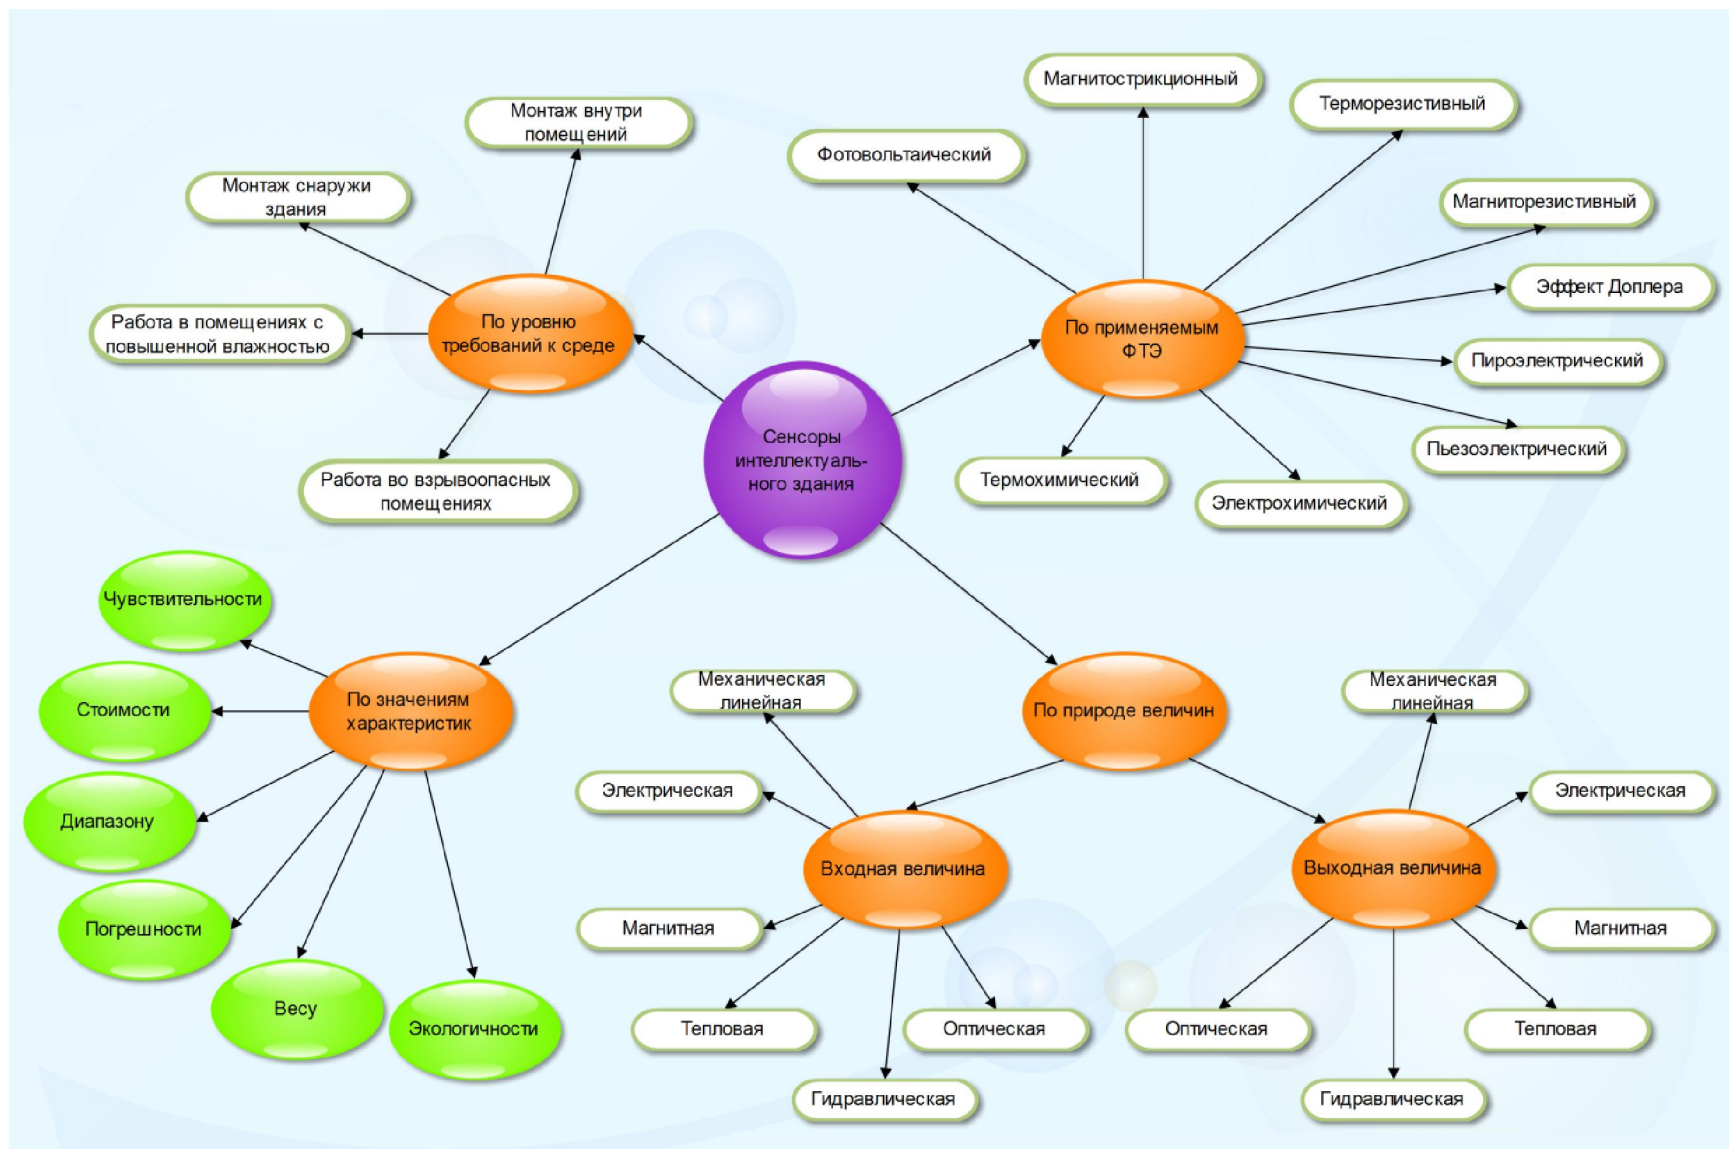 Магнитострикционный
Терморезистивный
Монтаж внутри
помещений
Фотовольтаический
Монтаж снаружи
здания
Магниторезистивный
Эффект Доплера
Работа в помещениях с
повышенной влажностью
По уровню
требований к среде
По применяемым
ФТЭ
Пироэлектрический
Сенсоры
интеллектуаль-
ного здания
Пьезоэлектрический
Работа во взрывоопасных
помещениях
Термохимический
Электрохимический
Чувствительности
Стоимости
По значениям
характеристик
Диапазону
Погрешности
Весу
Экологичности
Механическая
линейная
По природе величин
Механическая
линейная
Электрическая
Электрическая
Входная величина
Выходная величина
Магнитная
Магнитная
Тепловая
Оптическая
Оптическая
Тепловая
Гидравлическая
Гидравлическая